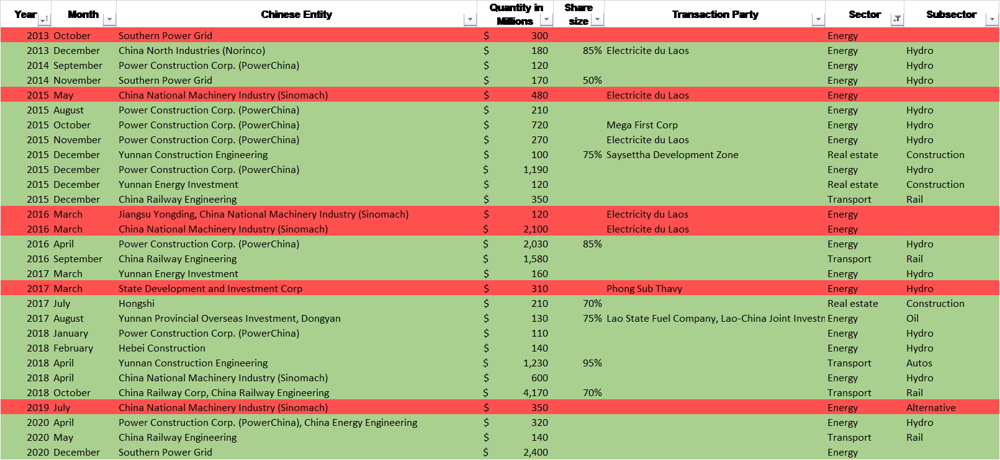 Year Month Chinese Entity Quantity in Millions Share size Transaction Party Sector Subsector
2013 October Southern Power Grid $ 300 Energy
2013 December China North Industries (Norinco) $ 180 85% Electricite du Laos Energy Hydro
2014 September Power Construction Corp. (PowerChina) $ 120 Energy Hydro
2014 November Southern Power Grid $ 170 50% Energy Hydro
2015 May China National Machinery Industry (Sinomach) $ 480 Electricite du Laos Energy
2015 August Power Construction Corp. (PowerChina) $ 210 Energy Hydro
2015 October Power Construction Corp. (PowerChina) $ 720 Mega First Corp Energy Hydro
2015 November Power Construction Corp. (PowerChina) $ 270 Electricite du Laos Energy Hydro
2015 December Yunnan Construction Engineering $ 100 75% Saysettha Development Zone Real estate Construction
2015 December Power Construction Corp. (PowerChina) $ 1,190 Energy Hydro
2015 December Yunnan Energy Investment $ 120 Real estate Construction
2015 December China Railway Engineering $ 350 Transport Rail
2016 March Jiangsu Yongding, China National Machinery Industry (Sinomach) $ 120 Electricity du Laos Energy
2016 March China National Machinery Industry (Sinomach) $ 2,100 Electricite du Laos Energy
2016 April Power Construction Corp. (PowerChina) $ 2,030 85% Energy Hydro
2016 September China Railway Engineering $ 1,580 Transport Rail
2017 March Yunnan Energy Investment $ 160 Energy Hydro
2017 March State Development and Investment Corp $ 310 Phong Sub Thavy Energy Hydro
2017 July Hongshi $ 210 70% Real estate Construction
2017 August Yunnan Provincial Overseas Investment, Dongyan $ 130 75% Lao State Fuel Company, Lao-China Joint Investn Energy Oil
2018 January Power Construction Corp. (PowerChina) $ 110 Energy Hydro
2018 February Hebei Construction $ 140 Energy Hydro
2018 April Yunnan Construction Engineering $ 1,230 95% Transport Autos
2018 April China National Machinery Industry (Sinomach) $ 600 Energy Hydro
2018 October China Railway Corp, China Railway Engineering $ 4,170 70% Transport Rail
2019 July China National Machinery Industry (Sinomach) $ 350 Energy Alternative
2020 April Power Construction Corp. (PowerChina), China Energy Engineering $ 320 Energy Hydro
2020 May China Railway Engineering $ 140 Transport Rail
2020 December Southern Power Grid $ 2,400 Energy